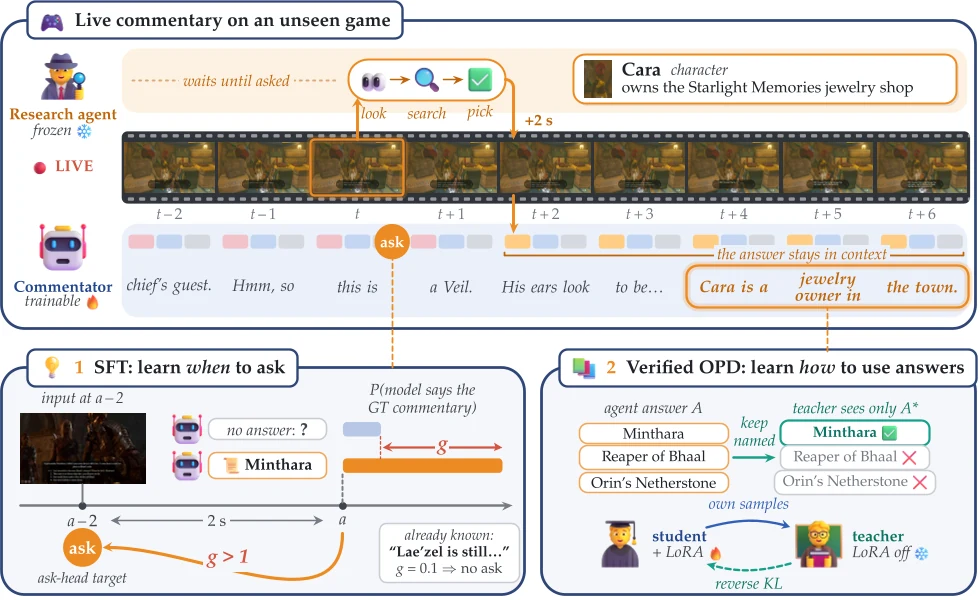 Live commentary on an unseen game
waits until asked
look
search
pick
+2 s
Cara character
owns the Starlight Memories jewelry shop
Research agent
frozen
LIVE
t−2
t−1
t
t+1
t+2
t+3
t+4
t+5
t+6
ask
the answer stays in context
Commentator
trainable
chief's guest.
Hmm, so
this is
a Veil.
His ears look
to be…
Cara is a
jewelry
owner in
the town.
1 SFT: learn when to ask
input at a−2
no answer: ?
Minthara
P(model says the
GT commentary)
g
a−2
2 s
a
ask
g > 1
ask-head target
already known:
“Lae'zel is still…”
g = 0.1 ⇒ no ask
2 Verified OPD: learn how to use answers
agent answer A
teacher sees only A*
keep
named
Minthara
Reaper of Bhaal
Orin's Netherstone
Minthara
Reaper of Bhaal
Orin's Netherstone
own samples
student
+ LoRA
teacher
LoRA off
reverse KL